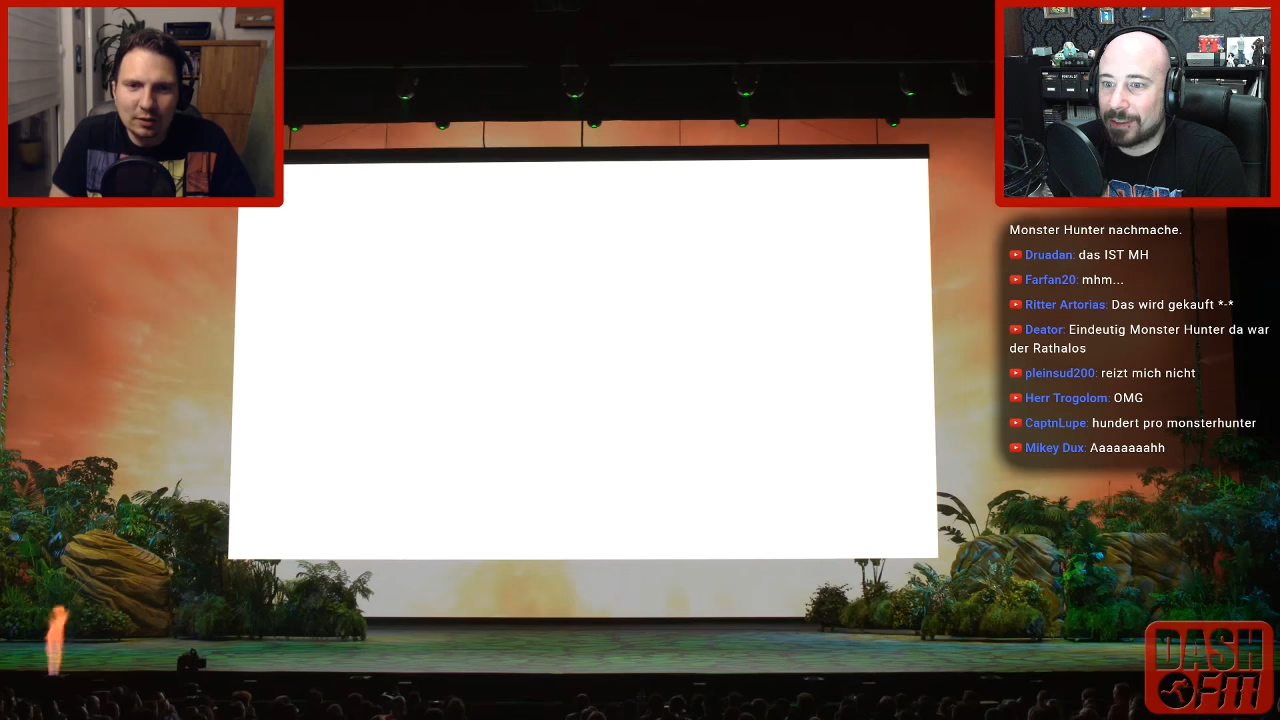 Monster Hunter nachmache.
Druadan: das IST MH
Farfan20: mhm...
Ritter Artorias: Das wird gekauft *-*
Deator: Eindeutig Monster Hunter da war
der Rathalos
pleinsud200: reizt mich nicht
Herr Trogolom: OMG
CaptnLupe: hundert pro monsterhunter
Mikey Dux: Aaaaaaaahh
DASH
OFM